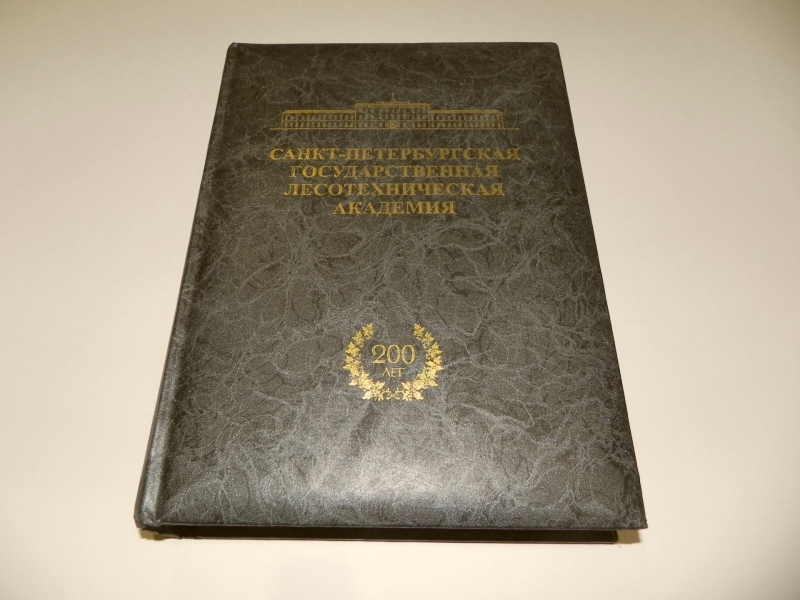 САНКТ-ПЕТЕРБУРГСКАЯ
ГОСУДАРСТВЕННАЯ
ЛЕСОТЕХНИЧЕСКАЯ
АКАДЕМИЯ
200
ЛЕТ